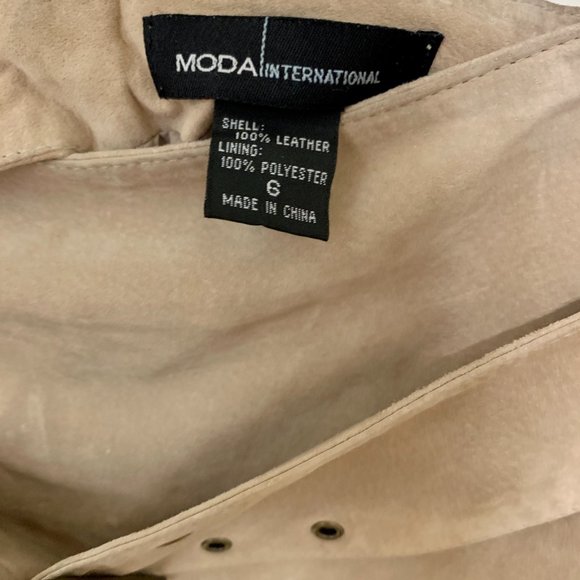 MODA INTERNATIONAL
SHELL:
100% LEATHER
LINING:
100% POLYESTER
6
MADE IN CHINA